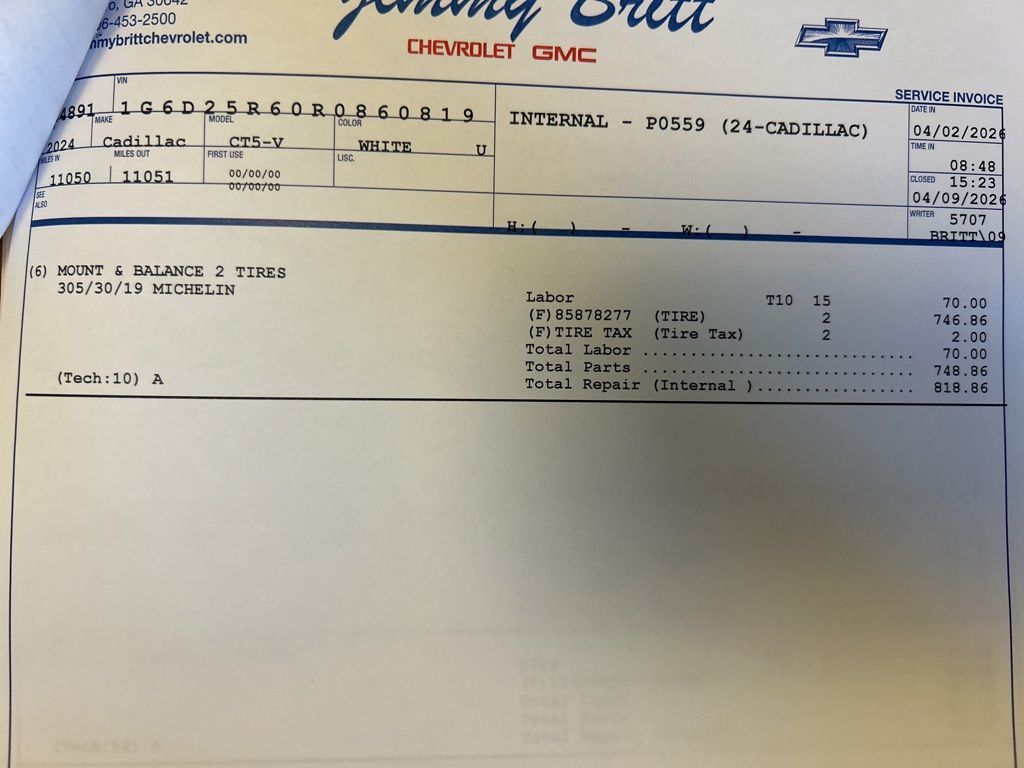 GA 30642
6-453-2500
mmybrittchevrolet.com
Jimmy Britt
CHEVROLET GMC
SERVICE INVOICE
VIN
4891 1G6D25R60R0860819
MAKE MODEL COLOR
2024 Cadillac CT5-V WHITE U
MILES IN MILES OUT FIRST USE LISC.
11050 11051 00/00/00
00/00/00
SEE ALSO
INTERNAL - P0559 (24-CADILLAC)
H:( ) - W:( ) -
DATE IN
04/02/2026
TIME IN
08:48
CLOSED 15:23
04/09/2026
WRITER 5707
BRITT\09
(6) MOUNT & BALANCE 2 TIRES
305/30/19 MICHELIN
Labor T10 15 70.00
(F)85878277 (TIRE) 2 746.86
(F)TIRE TAX (Tire Tax) 2 2.00
Total Labor .............................. 70.00
Total Parts .............................. 748.86
Total Repair (Internal )................. 818.86
(Tech:10) A
(Tech:52) A